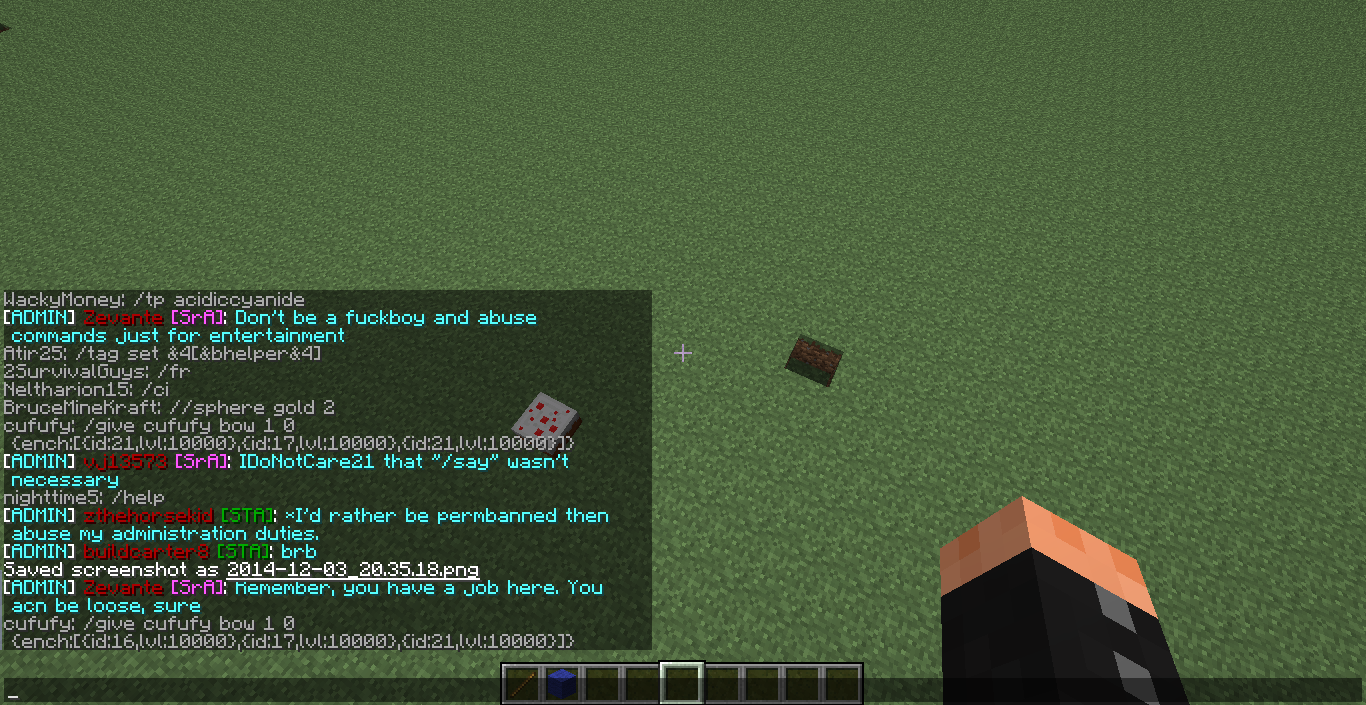 WackyMoney: /tp acidiccyanide
[ADMIN] Zevante [SrA]: Don't be a fuckboy and abuse
commands just for entertainment
Atir25: /tag set &4[&bhelper&4]
2SurvivalGuys: /fr
Neltharion15: /ci
BruceMineKraft: //sphere gold 2
cufufy: /give cufufy bow 1 0
{ench:[{id:21,lvl:10000},{id:17,lvl:10000},{id:21,lvl:10000}]}
[ADMIN] vj13573 [SrA]: IDoNotCare21 that "/say" wasn't
necessary
nighttime5: /help
[ADMIN] zthehorsekid [STA]: *I'd rather be permbanned then
abuse my administration duties.
[ADMIN] buildcarter8 [STA]: brb
Saved screenshot as 2014-12-03_20.35.18.png
[ADMIN] Zevante [SrA]: Remember, you have a job here. You
acn be loose, sure
cufufy: /give cufufy bow 1 0
{ench:[{id:16,lvl:10000},{id:17,lvl:10000},{id:21,lvl:10000}]}
_